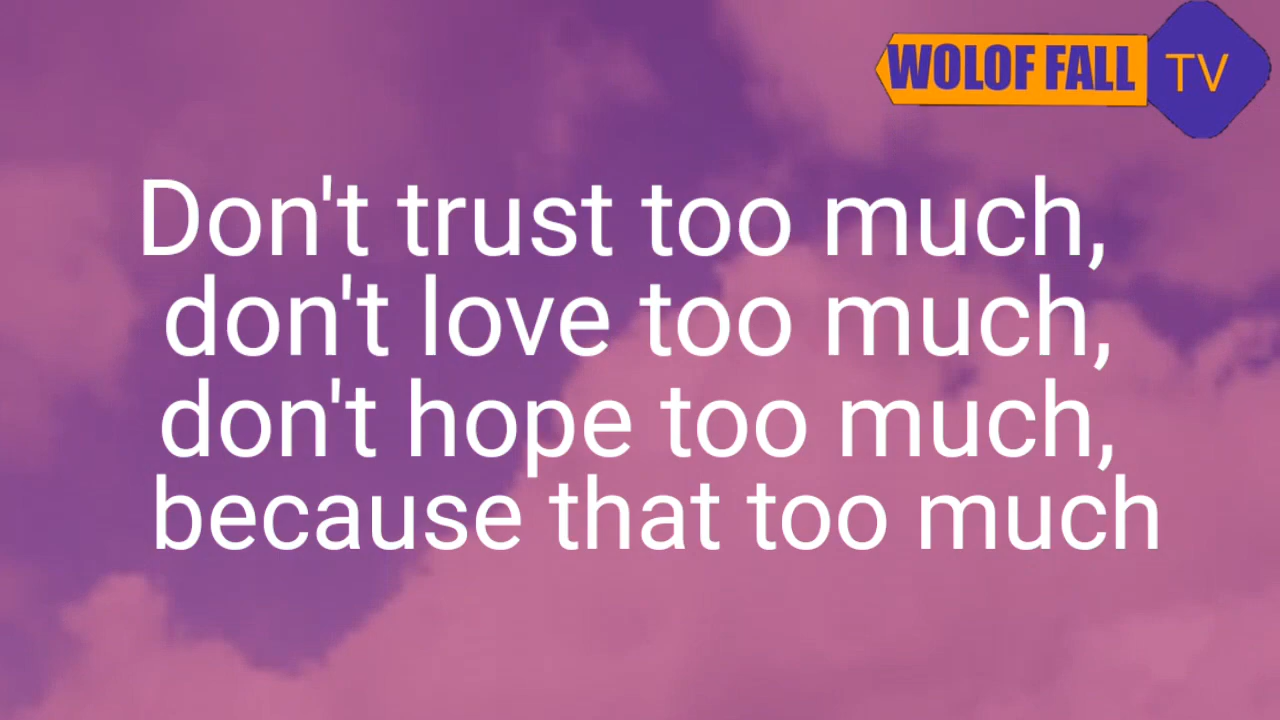 WOLOF FALL TV
Don't trust too much,
don't love too much,
don't hope too much,
because that too much